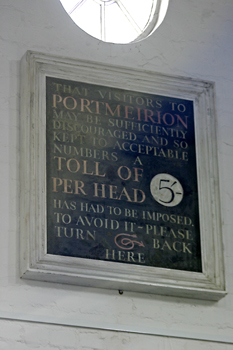 THAT VISITORS TO
PORTMEIRION
MAY BE SUFFICIENTLY
DISCOURAGED AND SO
KEPT TO ACCEPTABLE
NUMBERS A
TOLL OF
PER HEAD 5/-
HAS HAD TO BE IMPOSED,
TO AVOID IT-PLEASE
TURN BACK
HERE